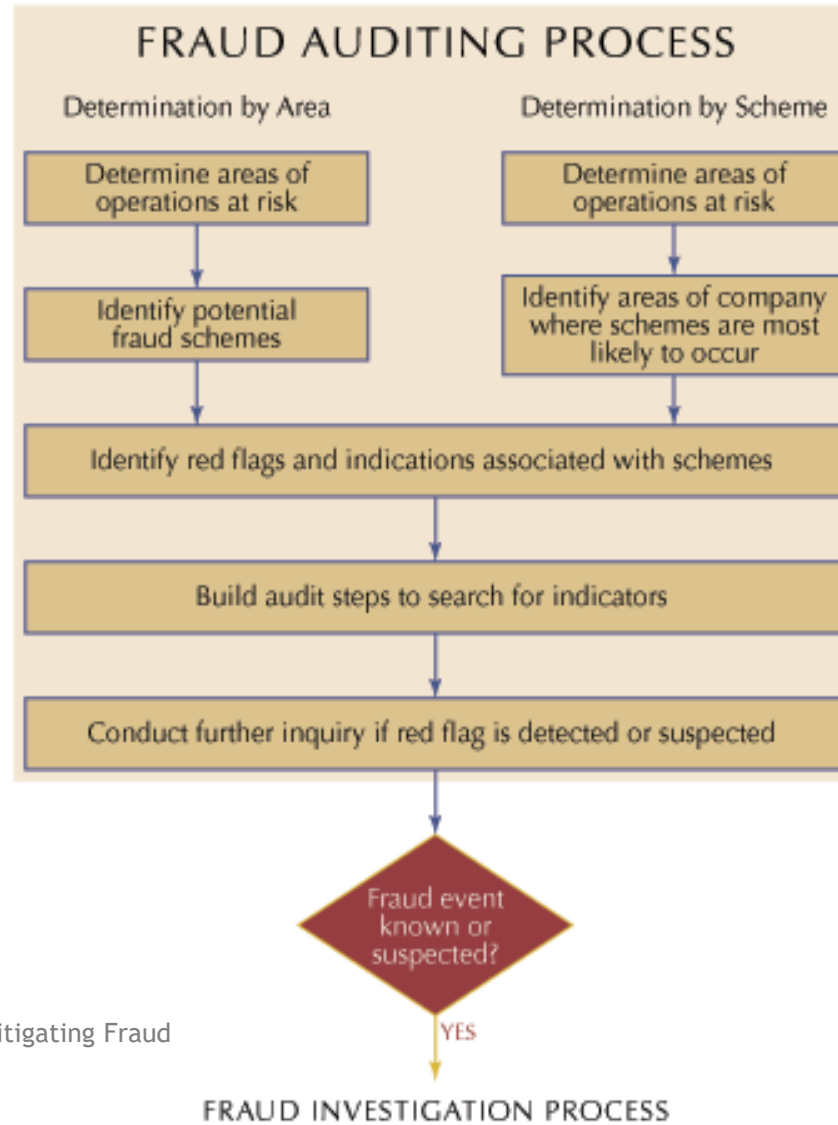 FRAUD AUDITING PROCESS
Determination by Area
Determination by Scheme
Determine areas of
operations at risk
Determine areas of
operations at risk
Identify potential
fraud schemes
Identify areas of company
where schemes are most
likely to occur
Identify red flags and indications associated with schemes
Build audit steps to search for indicators
Conduct further inquiry if red flag is detected or suspected
Fraud event
known or
suspected?
itigating Fraud
YES
FRAUD INVESTIGATION PROCESS